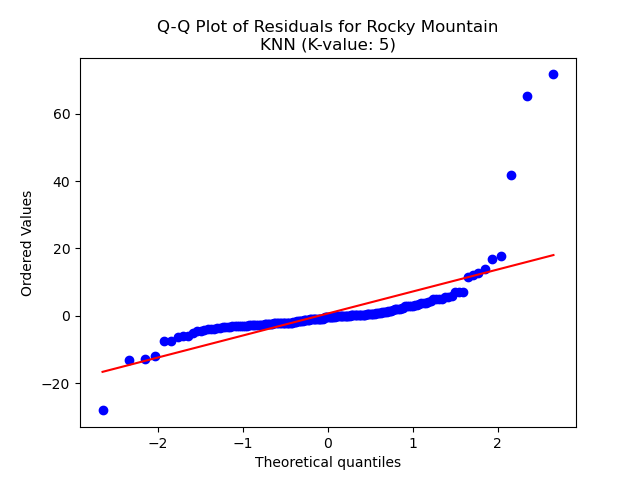 Q-Q Plot of Residuals for Rocky Mountain
KNN (K-value: 5)
60
40
20
0
−20
Ordered Values
−2
−1
0
1
2
Theoretical quantiles